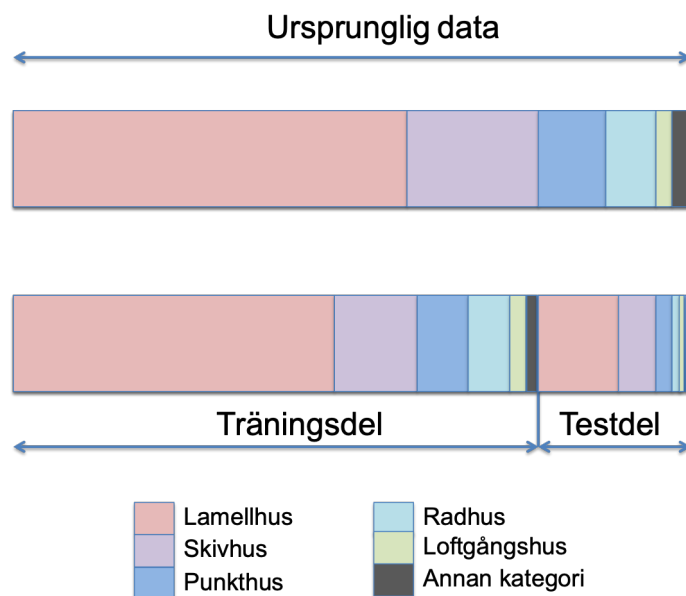 Ursprunglig data
Träningsdel
Testdel
Lamellhus
Skivhus
Punkthus
Radhus
Loftgångshus
Annan kategori